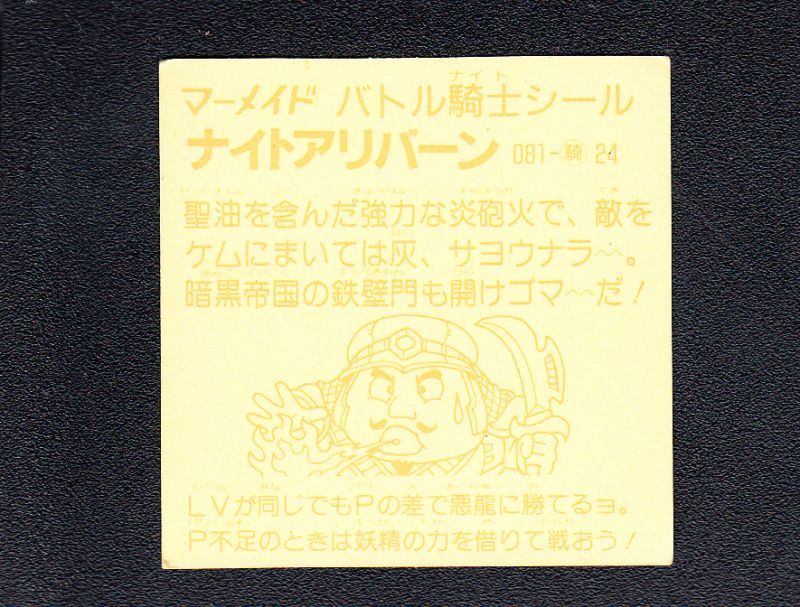 マーメイド バトル騎士シール
ナイトアリバーン 081-騎 24
聖油を含んだ強力な炎砲火で、敵を
ケムにまいては灰、サヨウナラ〜。
暗黒帝国の鉄壁門も開けゴマ〜だ！
LVが同じでもPの差で悪龍に勝てるヨ。
P不足のときは妖精の力を借りて戦おう！